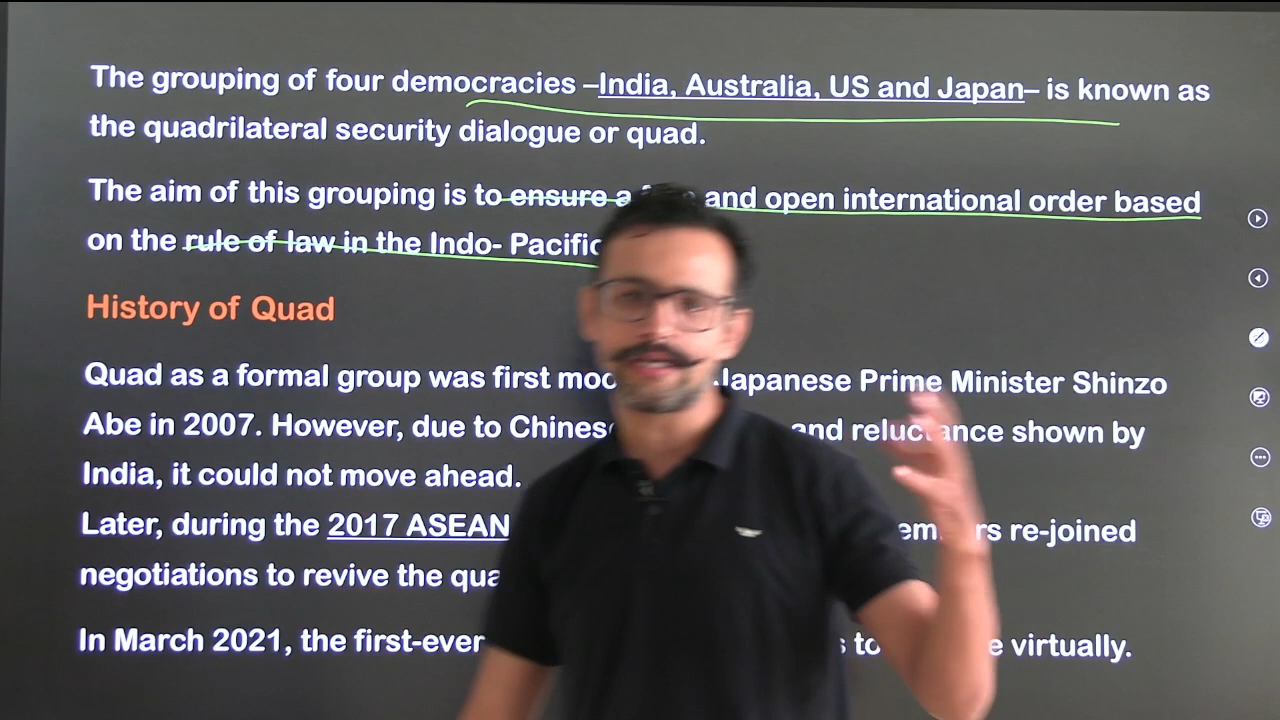 The grouping of four democracies –India, Australia, US and Japan– is known as
the quadrilateral security dialogue or quad.
The aim of this grouping is to ensure a and open international order based
on the rule of law in the Indo- Pacific
History of Quad
Quad as a formal group was first Japanese Prime Minister Shinzo
Abe in 2007. However, due to and reluctance shown by
India, it could not move ahead.
Later, during the 2017 ASEAN re-joined
negotiations to revive the
In March 2021, the first-ever virtually.